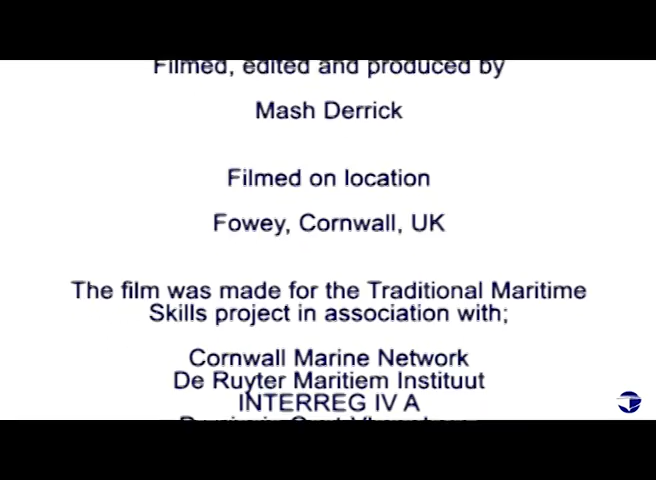 Filmed, edited and produced by
Mash Derrick
Filmed on location
Fowey, Cornwall, UK
The film was made for the Traditional Maritime
Skills project in association with;
Cornwall Marine Network
De Ruyter Maritiem Instituut
INTERREG IV A